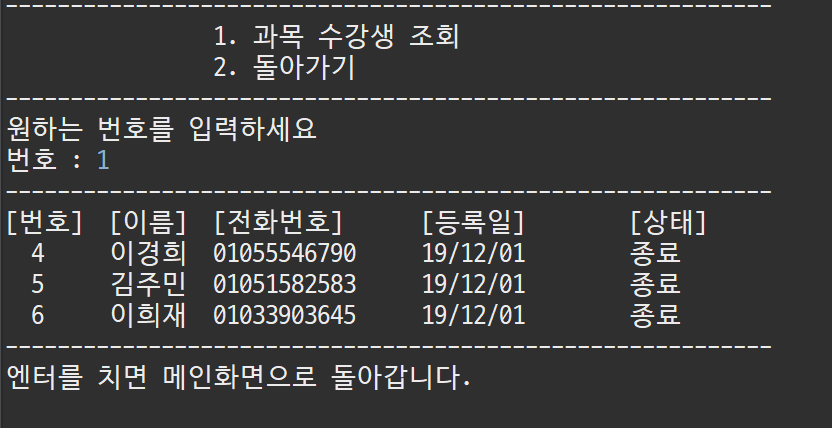 ------------------------------------------------------------
1. 과목 수강생 조회
2. 돌아가기
------------------------------------------------------------
원하는 번호를 입력하세요
번호 : 1
------------------------------------------------------------
[번호] [이름] [전화번호] [등록일] [상태]
4 이경희 01055546790 19/12/01 종료
5 김주민 01051582583 19/12/01 종료
6 이희재 01033903645 19/12/01 종료
------------------------------------------------------------
엔터를 치면 메인화면으로 돌아갑니다.